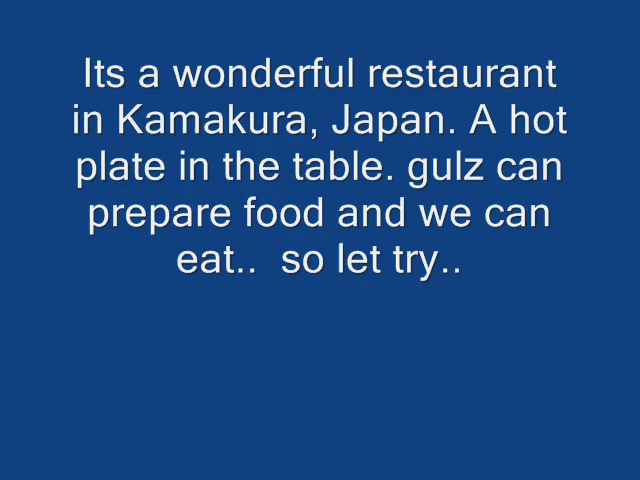 Its a wonderful restaurant
in Kamakura, Japan. A hot
plate in the table. gulz can
prepare food and we can
eat..  so let try..